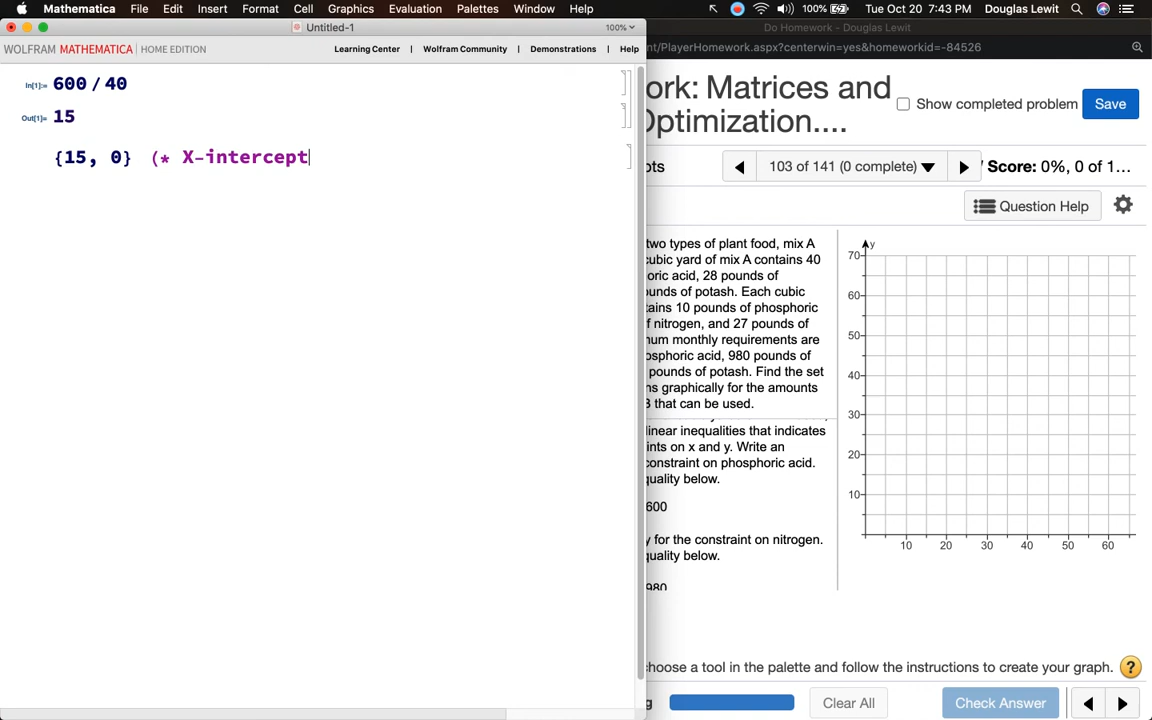 Mathematica File Edit Insert Format Cell Graphics Evaluation Palettes Window Help 100% Tue Oct 20 7:43 PM Douglas Lewit
Untitled-1 100%
WOLFRAM MATHEMATICA HOME EDITION Learning Center Wolfram Community Demonstrations Help
In[1]:= 600 / 40
Out[1]= 15
{15, 0} (* X-intercept
Do Homework - Douglas Lewit
nt/PlayerHomework.aspx?centerwin=yes&homeworkid=-84526
ork: Matrices and
Optimization....
Show completed problem Save
pts 103 of 141 (0 complete) Score: 0%, 0 of 1...
Question Help
two types of plant food, mix A
cubic yard of mix A contains 40
oric acid, 28 pounds of
ounds of potash. Each cubic
tains 10 pounds of phosphoric
f nitrogen, and 27 pounds of
num monthly requirements are
osphoric acid, 980 pounds of
pounds of potash. Find the set
ns graphically for the amounts
B that can be used.
linear inequalities that indicates
ints on x and y. Write an
constraint on phosphoric acid.
quality below.
600
y for the constraint on nitrogen.
quality below.
980
y
70
60
50
40
30
20
10
10 20 30 40 50 60
choose a tool in the palette and follow the instructions to create your graph. ?
g Clear All Check Answer